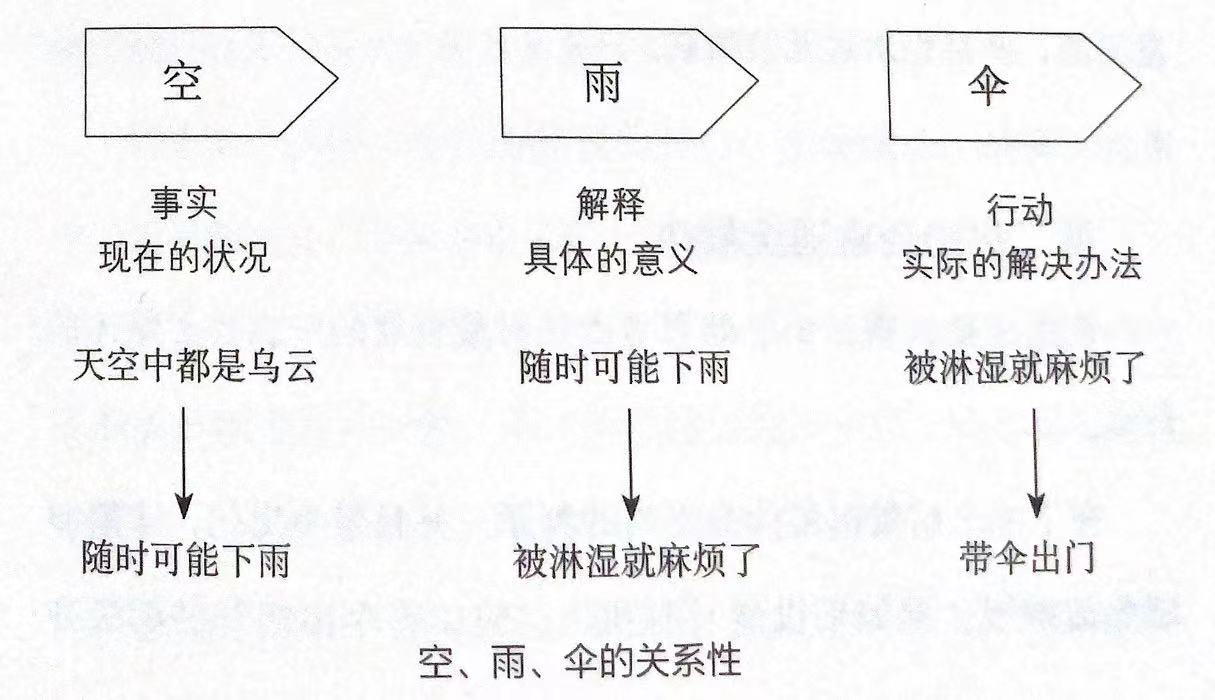 空
雨
伞
事实
现在的状况
解释
具体的意义
行动
实际的解决办法
天空中都是乌云
随时可能下雨
被淋湿就麻烦了
随时可能下雨
被淋湿就麻烦了
带伞出门
空、雨、伞的关系性